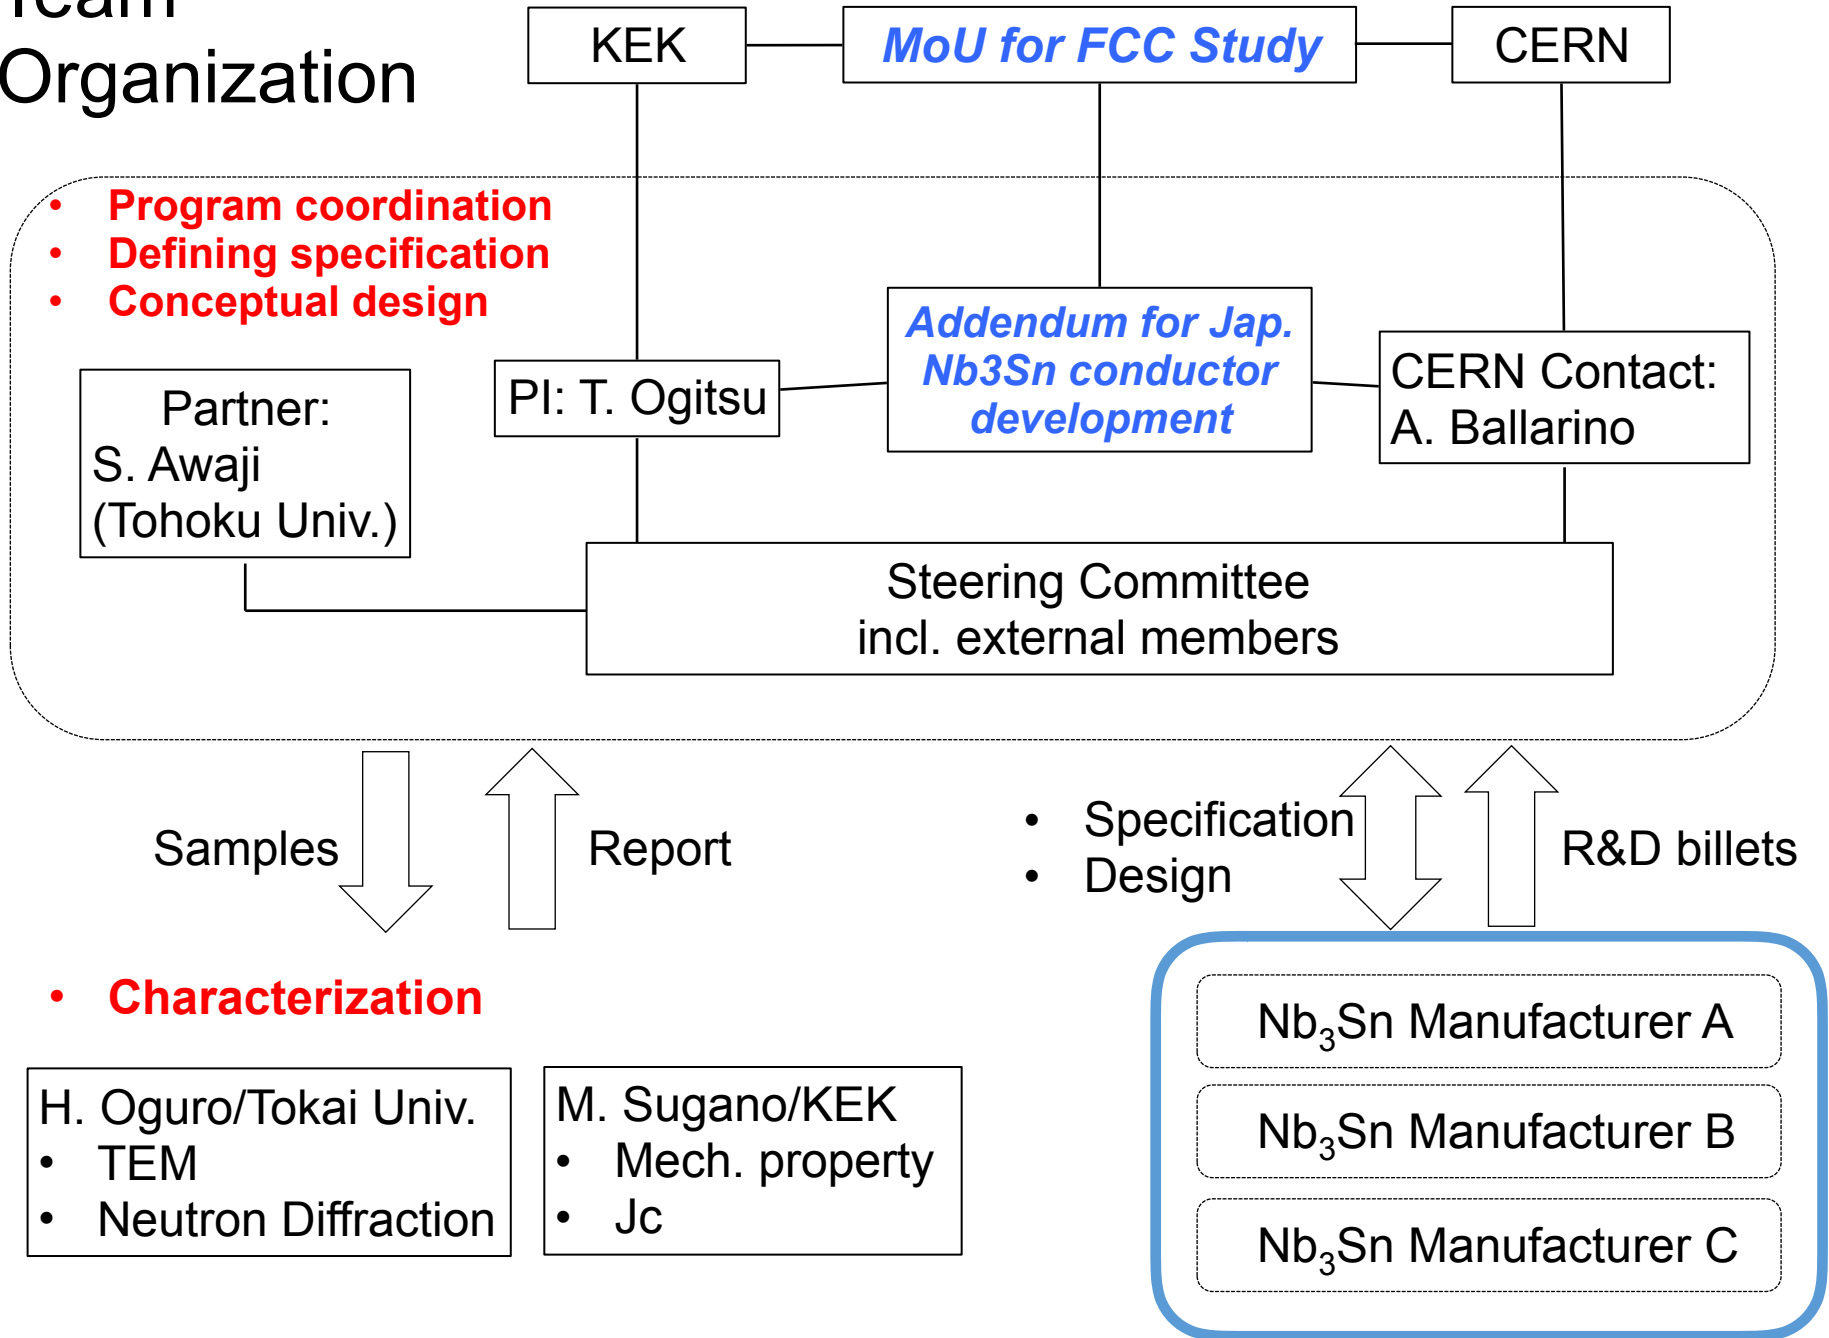 Team
Organization
KEK
MoU for FCC Study
CERN
• Program coordination
• Defining specification
• Conceptual design
Addendum for Jap.
Nb3Sn conductor
development
Partner:
S. Awaji
(Tohoku Univ.)
PI: T. Ogitsu
CERN Contact:
A. Ballarino
Steering Committee
incl. external members
Samples
Report
• Specification
• Design
R&D billets
• Characterization
H. Oguro/Tokai Univ.
• TEM
• Neutron Diffraction
M. Sugano/KEK
• Mech. property
• Jc
Nb₃Sn Manufacturer A
Nb₃Sn Manufacturer B
Nb₃Sn Manufacturer C